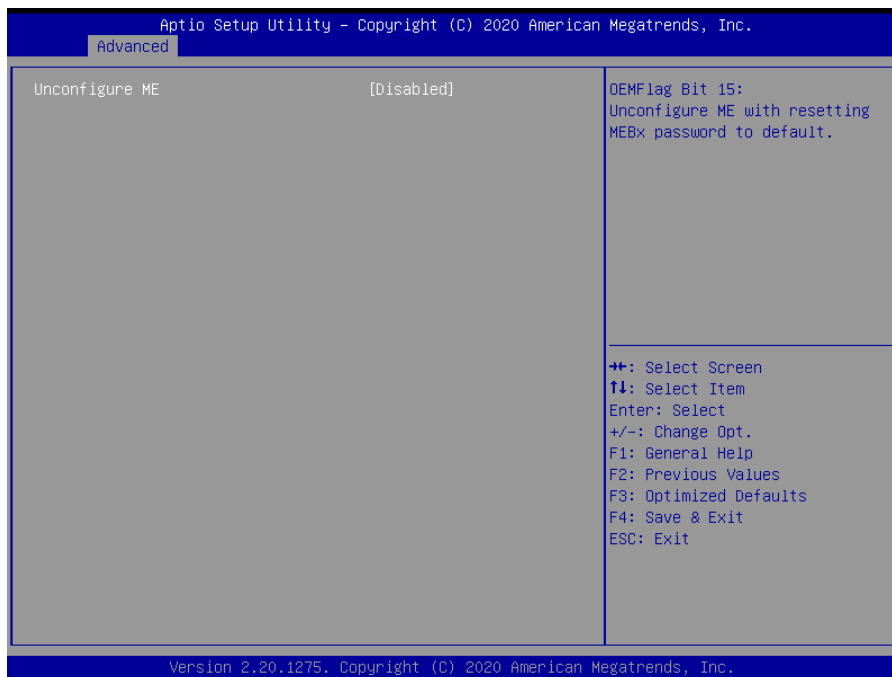 Aptio Setup Utility – Copyright (C) 2020 American Megatrends, Inc.
Advanced
Unconfigure ME [Disabled]
OEMFlag Bit 15:
Unconfigure ME with resetting
MEBx password to default.
→←: Select Screen
↑↓: Select Item
Enter: Select
+/-: Change Opt.
F1: General Help
F2: Previous Values
F3: Optimized Defaults
F4: Save & Exit
ESC: Exit
Version 2.20.1275. Copyright (C) 2020 American Megatrends, Inc.